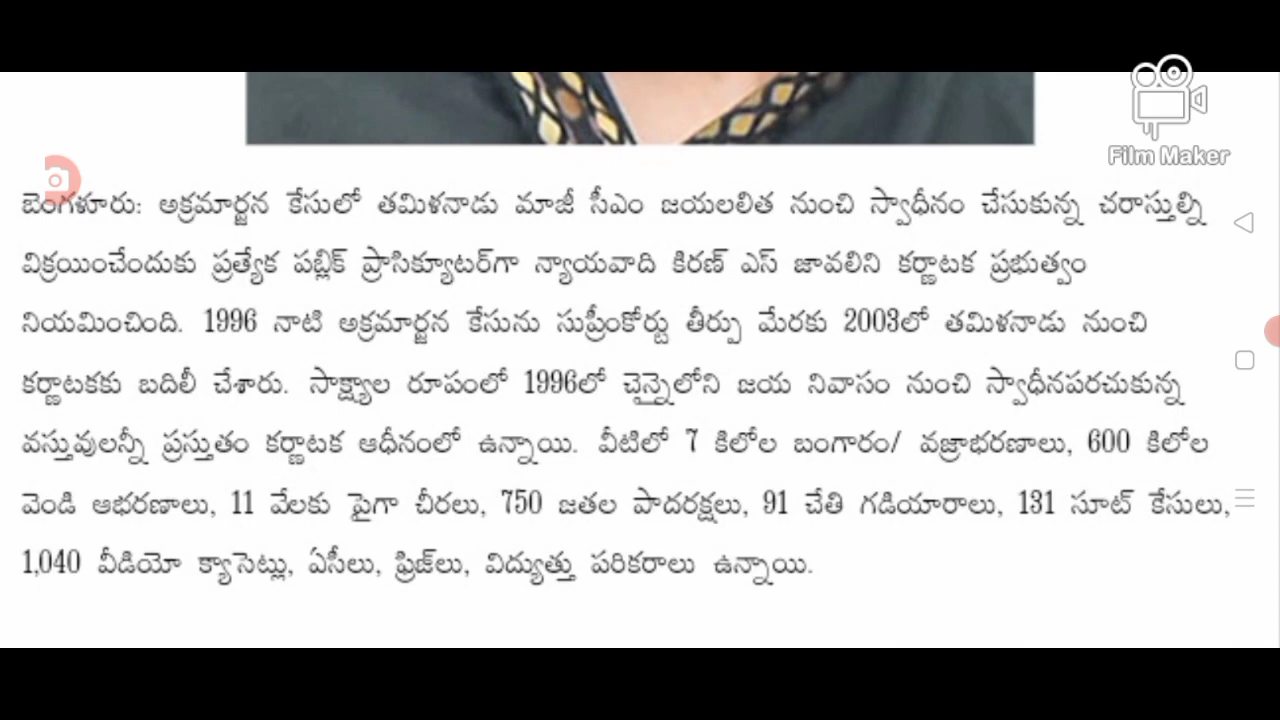 Film Maker
బెంగళూరు: అక్రమార్జన కేసులో తమిళనాడు మాజీ సీఎం జయలలిత నుంచి స్వాధీనం చేసుకున్న చరాస్తుల్ని
విక్రయించేందుకు ప్రత్యేక పబ్లిక్ ప్రాసిక్యూటర్‌గా న్యాయవాది కిరణ్ ఎస్ జావలిని కర్ణాటక ప్రభుత్వం
నియమించింది. 1996 నాటి అక్రమార్జన కేసును సుప్రీంకోర్టు తీర్పు మేరకు 2003లో తమిళనాడు నుంచి
కర్ణాటకకు బదిలీ చేశారు. సాక్ష్యాల రూపంలో 1996లో చెన్నైలోని జయ నివాసం నుంచి స్వాధీనపరచుకున్న
వస్తువులన్నీ ప్రస్తుతం కర్ణాటక ఆధీనంలో ఉన్నాయి. వీటిలో 7 కిలోల బంగారం/ వజ్రాభరణాలు, 600 కిలోల
వెండి ఆభరణాలు, 11 వేలకు పైగా చీరలు, 750 జతల పాదరక్షలు, 91 చేతి గడియారాలు, 131 సూట్ కేసులు,
1,040 వీడియో క్యాసెట్లు, ఏసీలు, ఫ్రిజ్‌లు, విద్యుత్తు పరికరాలు ఉన్నాయి.